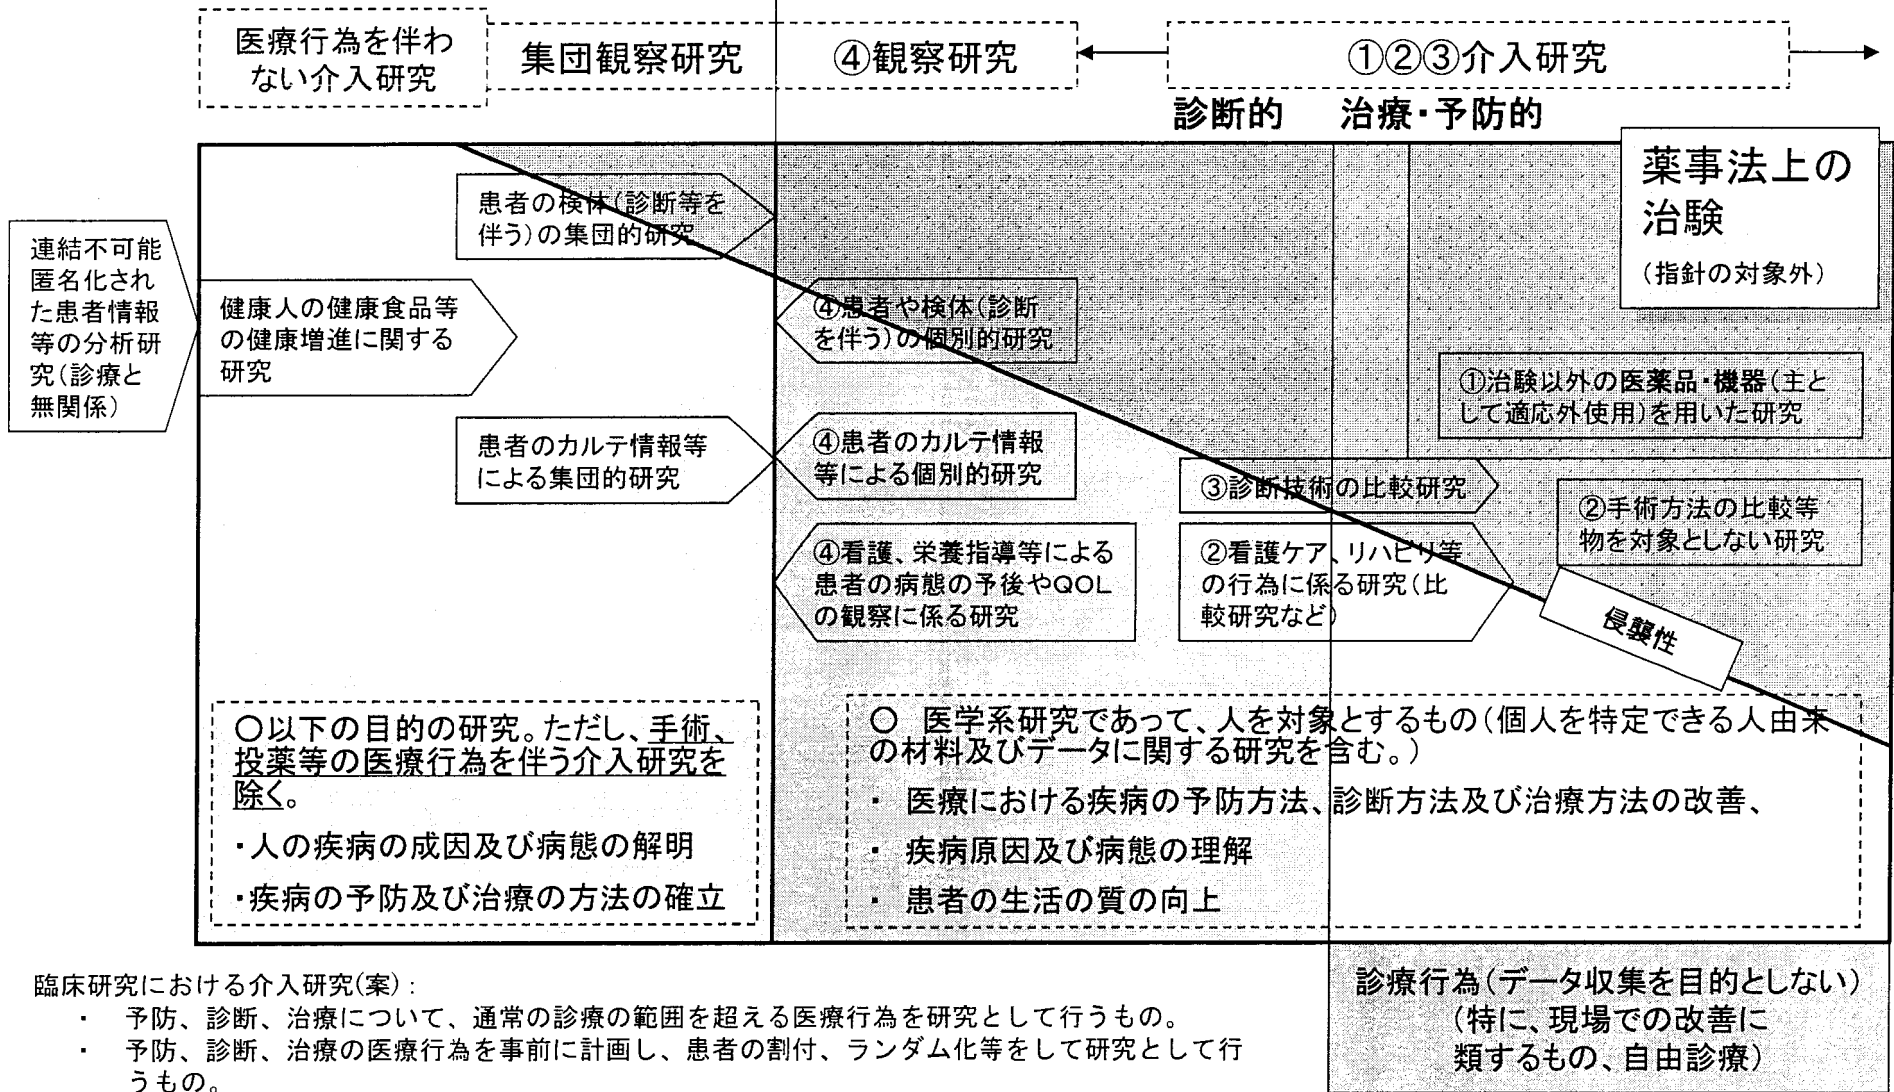 医療行為を伴わ
ない介入研究
集団観察研究
④観察研究
①②③介入研究
診断的 治療・予防的
薬事法上の
治験
(指針の対象外)
患者の検体(診断等を
伴う)の集団的研究
連結不可能
匿名化され
た患者情報
等の分析研
究(診療と
無関係)
健康人の健康食品等
の健康増進に関する
研究
④患者や検体(診断
を伴う)の個別的研究
①治験以外の医薬品・機器(主と
して適応外使用)を用いた研究
患者のカルテ情報等
による集団的研究
④患者のカルテ情報
等による個別的研究
③診断技術の比較研究
②手術方法の比較等
物を対象としない研究
④看護、栄養指導等による
患者の病態の予後やQOL
の観察に係る研究
②看護ケア、リハビリ等
の行為に係る研究(比
較研究など)
侵襲性
〇以下の目的の研究。ただし、手術、
投薬等の医療行為を伴う介入研究を
除く。
・人の疾病の成因及び病態の解明
・疾病の予防及び治療の方法の確立
〇 医学系研究であって、人を対象とするもの(個人を特定できる人由来
の材料及びデータに関する研究を含む。)
・ 医療における疾病の予防方法、診断方法及び治療方法の改善、
・ 疾病原因及び病態の理解
・ 患者の生活の質の向上
臨床研究における介入研究(案):
・ 予防、診断、治療について、通常の診療の範囲を超える医療行為を研究として行うもの。
・ 予防、診断、治療の医療行為を事前に計画し、患者の割付、ランダム化等をして研究として行
うもの。
診療行為(データ収集を目的としない)
(特に、現場での改善に
類するもの、自由診療)